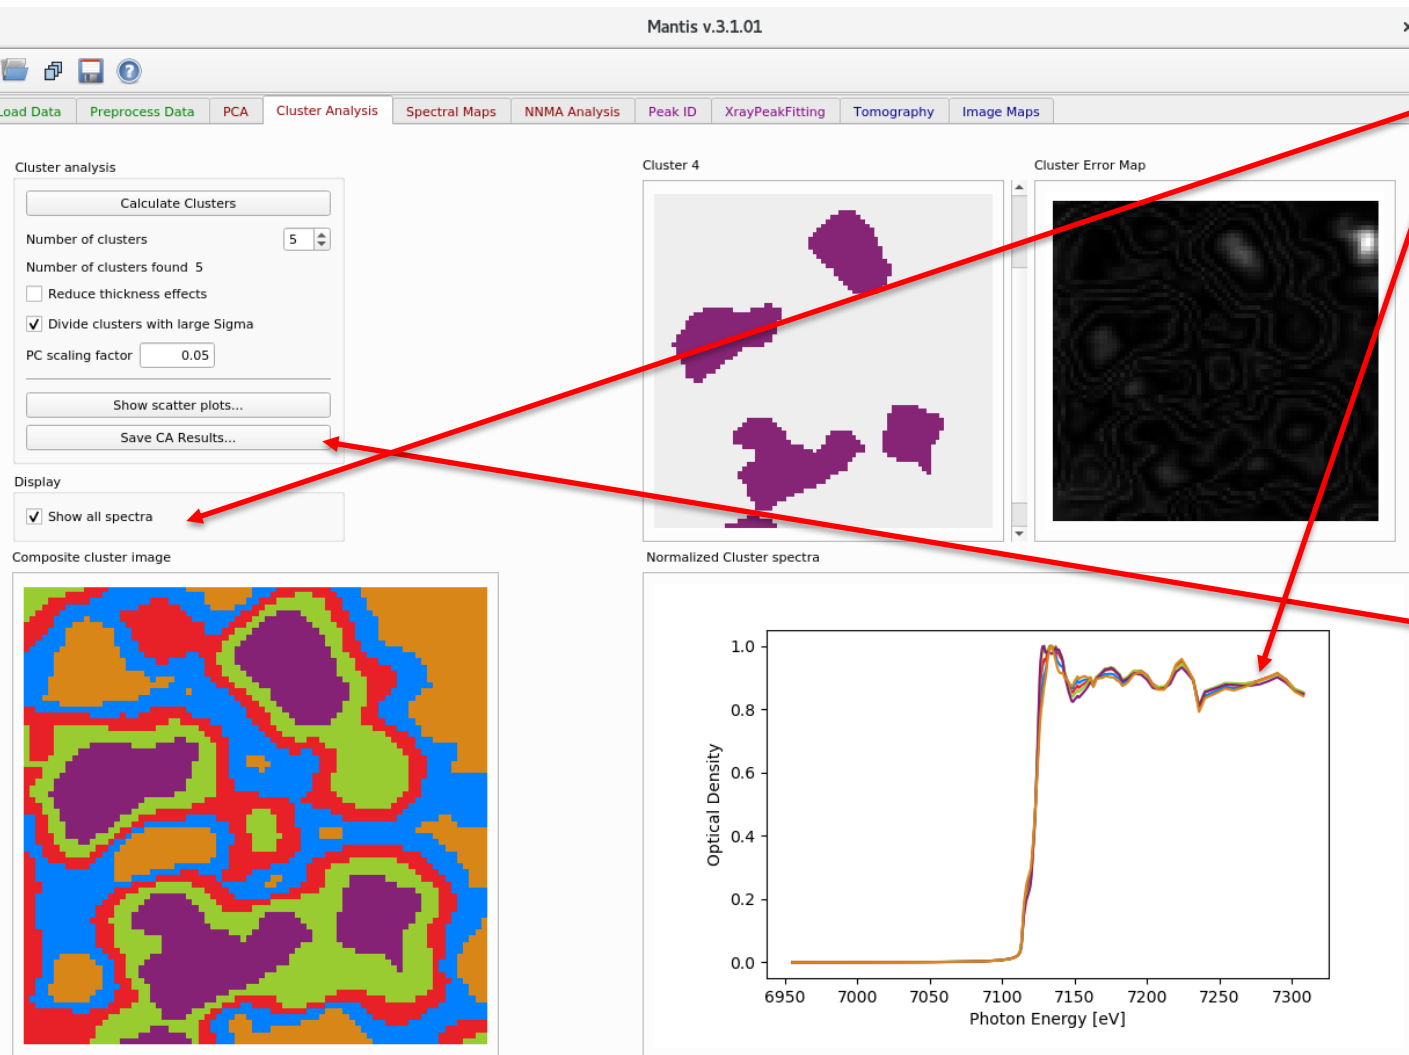 Mantis v.3.1.01
Load Data Preprocess Data PCA Cluster Analysis Spectral Maps NNMA Analysis Peak ID XrayPeakFitting Tomography Image Maps
Cluster analysis
Calculate Clusters
Number of clusters 5
Number of clusters found 5
Reduce thickness effects
Divide clusters with large Sigma
PC scaling factor 0.05
Show scatter plots...
Save CA Results...
Display
Show all spectra
Cluster 4
Cluster Error Map
Composite cluster image
Normalized Cluster spectra
Optical Density
1.0
0.8
0.6
0.4
0.2
0.0
6950 7000 7050 7100 7150 7200 7250 7300
Photon Energy [eV]